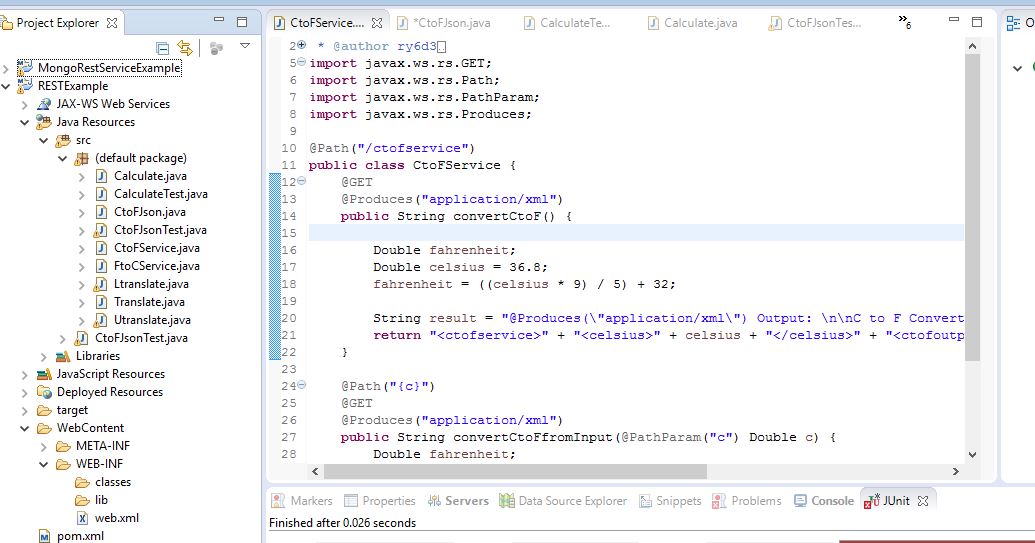 Project Explorer
MongoRestServiceExample
RESTExample
JAX-WS Web Services
Java Resources
src
(default package)
Calculate.java
CalculateTest.java
CtoFJson.java
CtoFJsonTest.java
CtoFService.java
FtoCService.java
Ltranslate.java
Translate.java
Utranslate.java
CtoFJsonTest.java
Libraries
JavaScript Resources
Deployed Resources
target
WebContent
META-INF
WEB-INF
classes
lib
web.xml
pom.xml
CtoFService.... *CtoFJson.java CalculateTe... Calculate.java CtoFJsonTes... »6
2 * @author ry6d3
5 import javax.ws.rs.GET;
6 import javax.ws.rs.Path;
7 import javax.ws.rs.PathParam;
8 import javax.ws.rs.Produces;
9
10 @Path("/ctofservice")
11 public class CtoFService {
12 @GET
13 @Produces("application/xml")
14 public String convertCtoF() {
15
16 Double fahrenheit;
17 Double celsius = 36.8;
18 fahrenheit = ((celsius * 9) / 5) + 32;
19
20 String result = "@Produces(\"application/xml\") Output: \n\nC to F Convert
21 return "<ctofservice>" + "<celsius>" + celsius + "</celsius>" + "<ctofoutp
22 }
23
24 @Path("{c}")
25 @GET
26 @Produces("application/xml")
27 public String convertCtoFfromInput(@PathParam("c") Double c) {
28 Double fahrenheit;
Markers Properties Servers Data Source Explorer Snippets Problems Console JUnit
Finished after 0.026 seconds
O